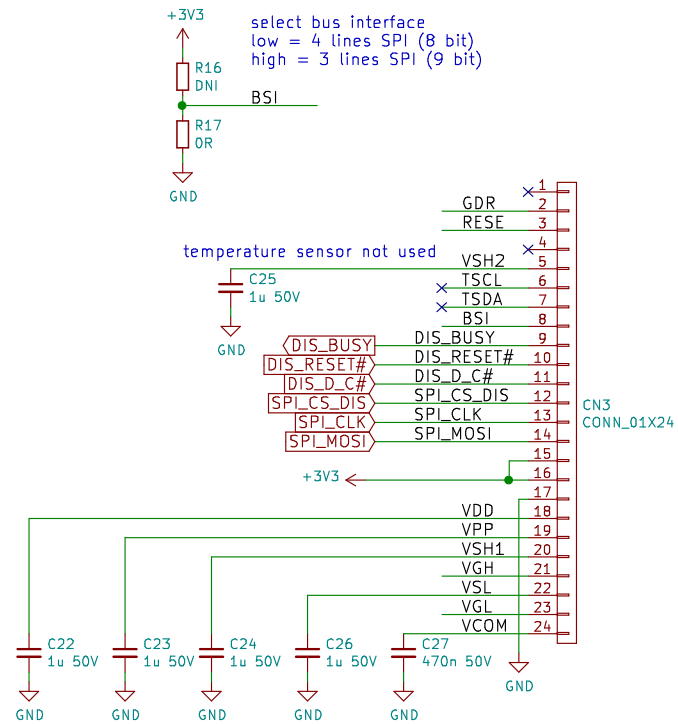 +3V3
select bus interface
low = 4 lines SPI (8 bit)
high = 3 lines SPI (9 bit)
R16
DNI
BSI
R17
0R
GND
1
GDR 2
RESE 3
temperature sensor not used
4
VSH2 5
C25
1u 50V
TSCL 6
TSDA 7
BSI 8
GND
DIS_BUSY DIS_BUSY 9
DIS_RESET# DIS_RESET# 10
DIS_D_C# DIS_D_C# 11
SPI_CS_DIS SPI_CS_DIS 12
SPI_CLK SPI_CLK 13
SPI_MOSI SPI_MOSI 14
CN3
CONN_01X24
15
+3V3 16
17
VDD 18
VPP 19
VSH1 20
VGH 21
VSL 22
VGL 23
VCOM 24
C22
1u 50V
C23
1u 50V
C24
1u 50V
C26
1u 50V
C27
470n 50V
GND
GND
GND
GND
GND
GND